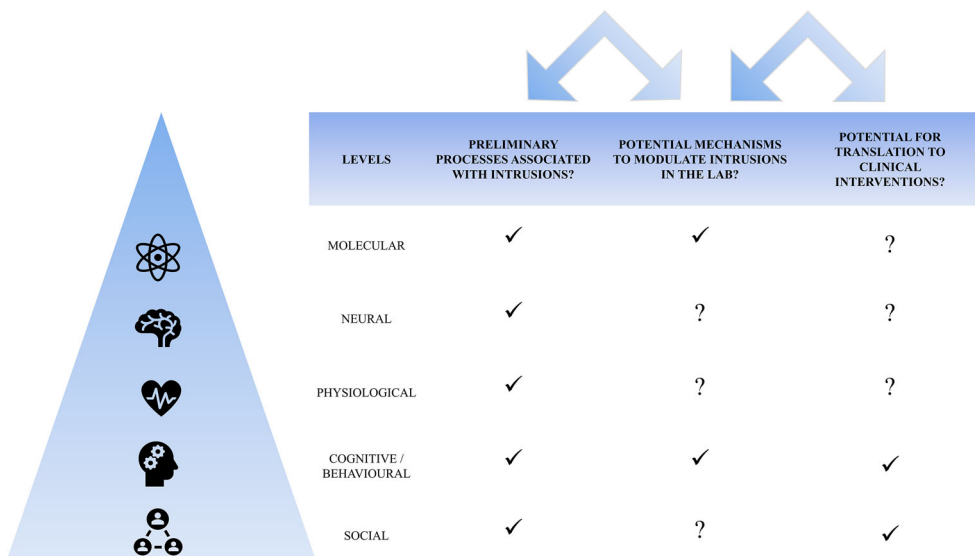 LEVELS
PRELIMINARY
PROCESSES ASSOCIATED
WITH INTRUSIONS?
POTENTIAL MECHANISMS
TO MODULATE INTRUSIONS
IN THE LAB?
POTENTIAL FOR
TRANSLATION TO
CLINICAL
INTERVENTIONS?
MOLECULAR ✓ ✓ ?
NEURAL ✓ ? ?
PHYSIOLOGICAL ✓ ? ?
COGNITIVE /
BEHAVIOURAL ✓ ✓ ✓
SOCIAL ✓ ? ✓